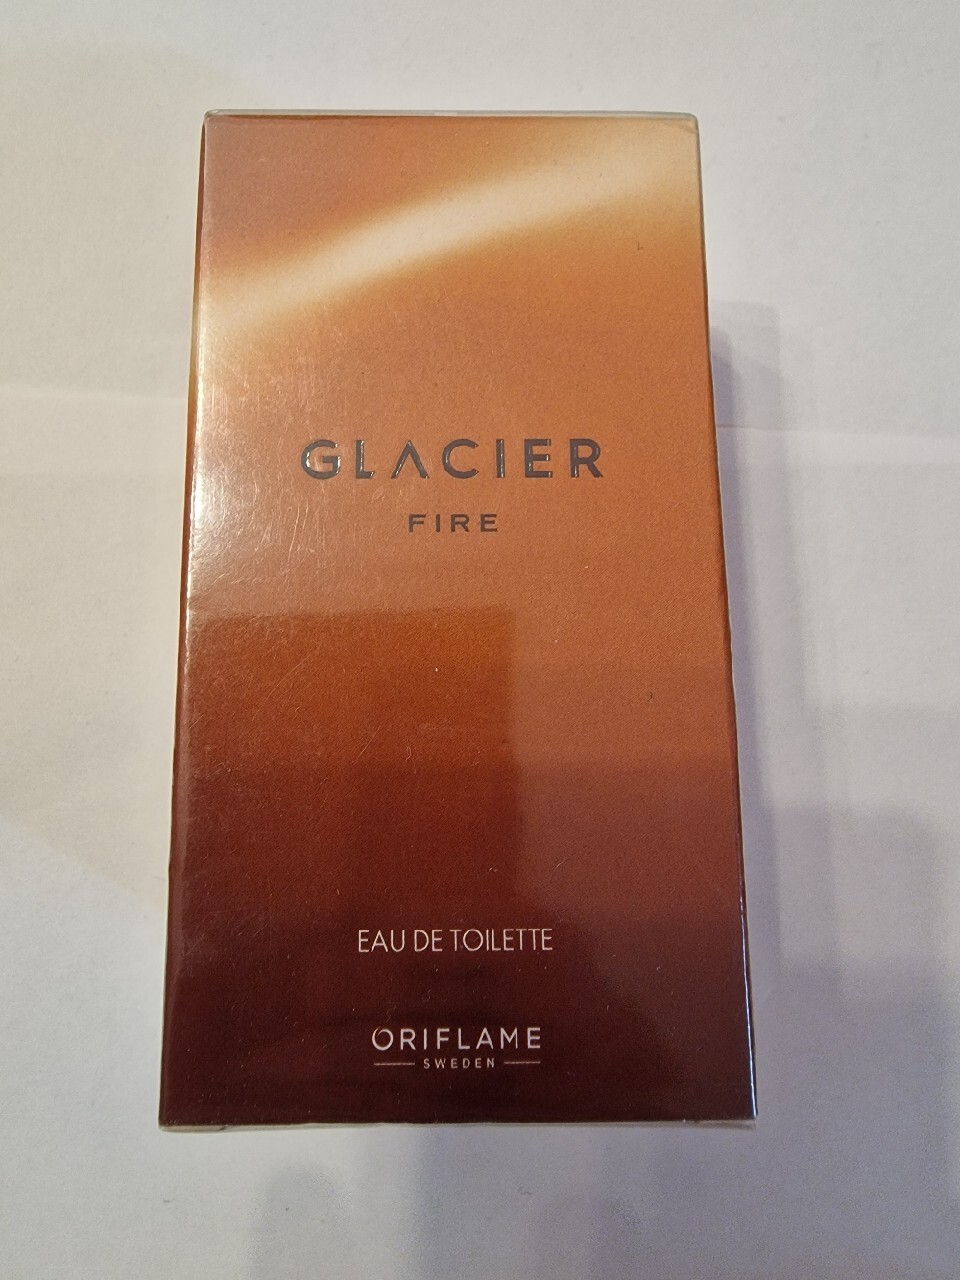 GLACIER
FIRE
EAU DE TOILETTE
ORIFLAME
SWEDEN